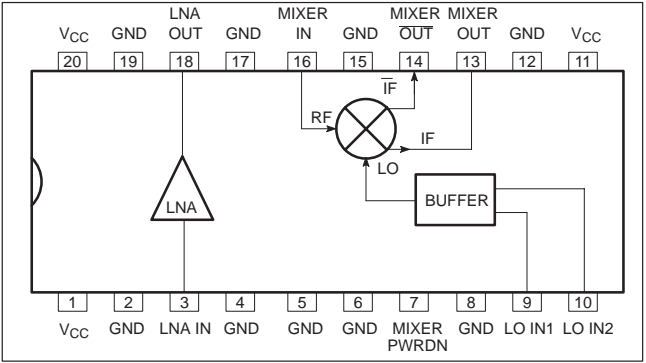 VCC GND LNA OUT GND MIXER IN GND MIXER O̅U̅T̅ MIXER OUT GND VCC
20 19 18 17 16 15 14 13 12 11
I̅F̅
RF
IF
LO
LNA
BUFFER
1 2 3 4 5 6 7 8 9 10
VCC GND LNA IN GND GND GND MIXER PWRDN GND LO IN1 LO IN2